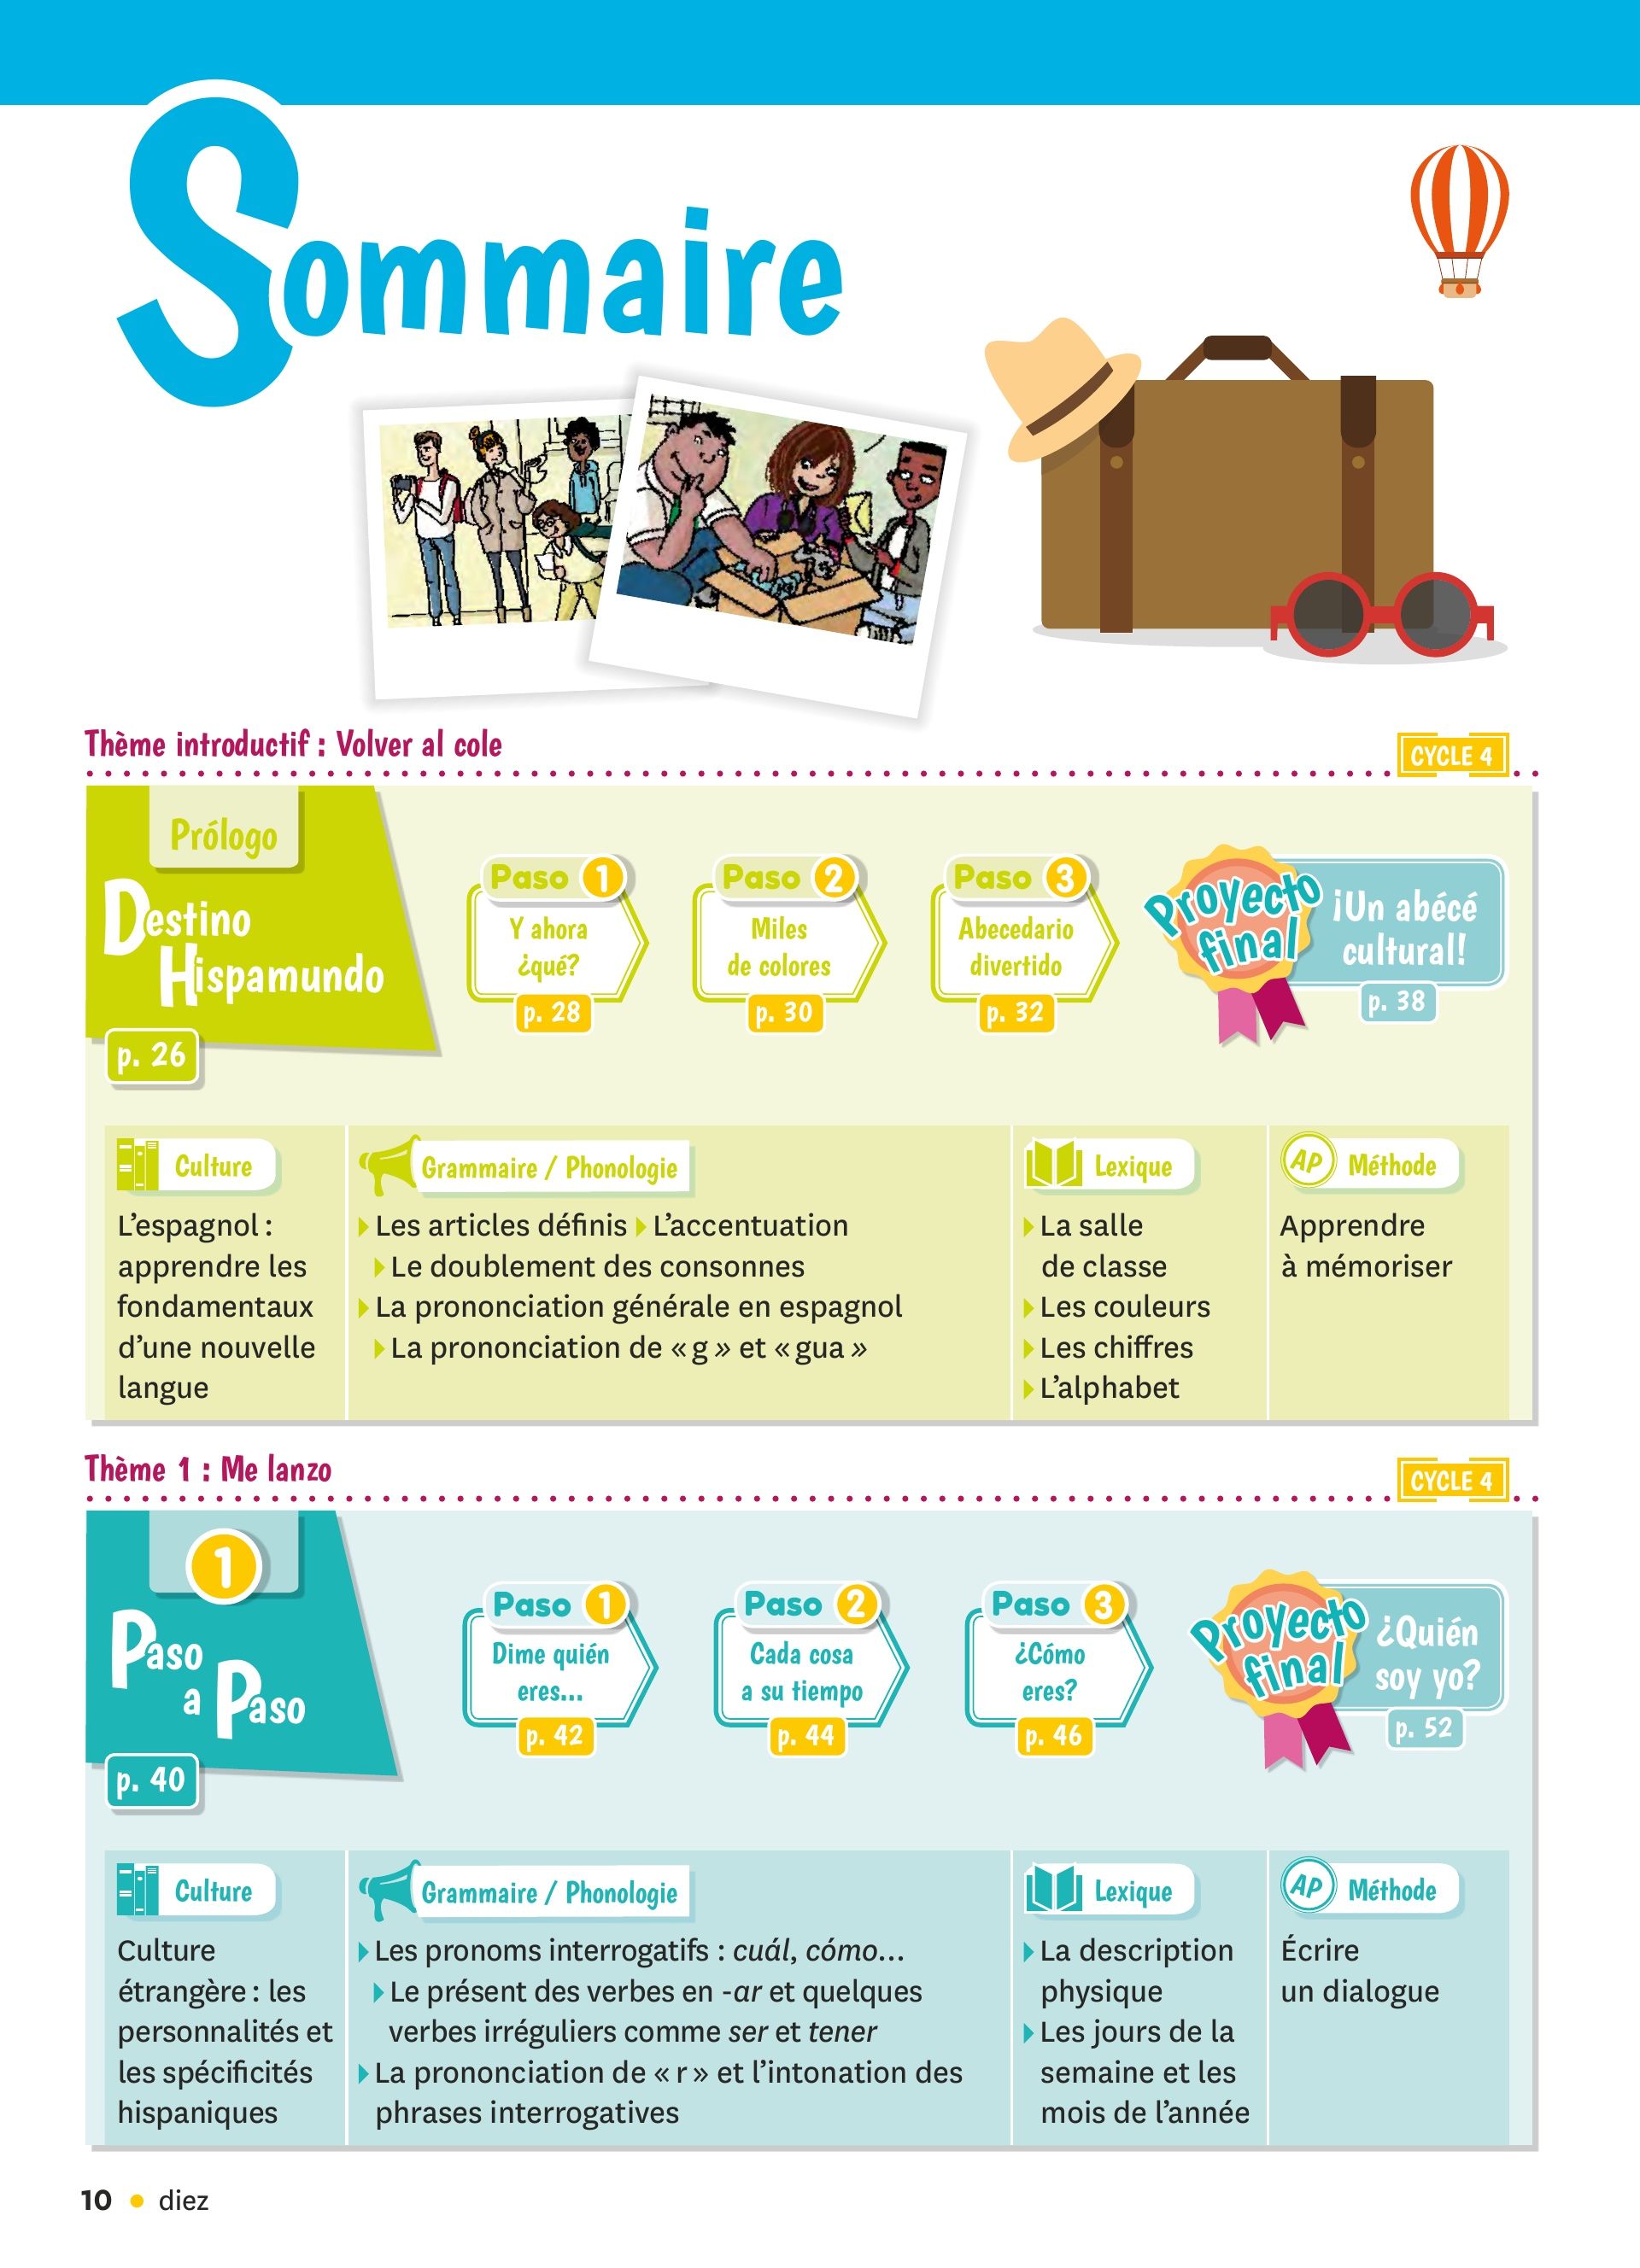 Sommaire
Thème introductif : Volver al cole
CYCLE 4
Prólogo
Destino
Hispamundo
p. 26
Paso 1
Y ahora
¿qué?
p. 28
Paso 2
Miles
de colores
p. 30
Paso 3
Abecedario
divertido
p. 32
Proyecto
final
¡Un abécé
cultural!
p. 38
Culture
L’espagnol :
apprendre les
fondamentaux
d’une nouvelle
langue
Grammaire / Phonologie
Les articles définis L’accentuation
Le doublement des consonnes
La prononciation générale en espagnol
La prononciation de « g » et « gua »
Lexique
La salle
de classe
Les couleurs
Les chiffres
L’alphabet
AP Méthode
Apprendre
à mémoriser
Thème 1 : Me lanzo
CYCLE 4
1
Paso
a Paso
p. 40
Paso 1
Dime quién
eres...
p. 42
Paso 2
Cada cosa
a su tiempo
p. 44
Paso 3
¿Cómo
eres?
p. 46
Proyecto
final
¿Quién
soy yo?
p. 52
Culture
Culture
étrangère : les
personnalités et
les spécificités
hispaniques
Grammaire / Phonologie
Les pronoms interrogatifs : cuál, cómo...
Le présent des verbes en -ar et quelques
verbes irréguliers comme ser et tener
La prononciation de « r » et l’intonation des
phrases interrogatives
Lexique
La description
physique
Les jours de la
semaine et les
mois de l’année
AP Méthode
Écrire
un dialogue
10 • diez